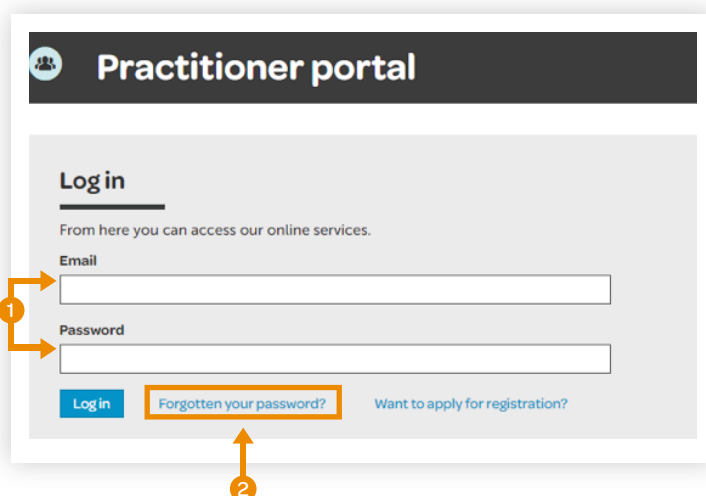 Practitioner portal
Log in
From here you can access our online services.
Email
1
Password
Log in Forgotten your password? Want to apply for registration?
2